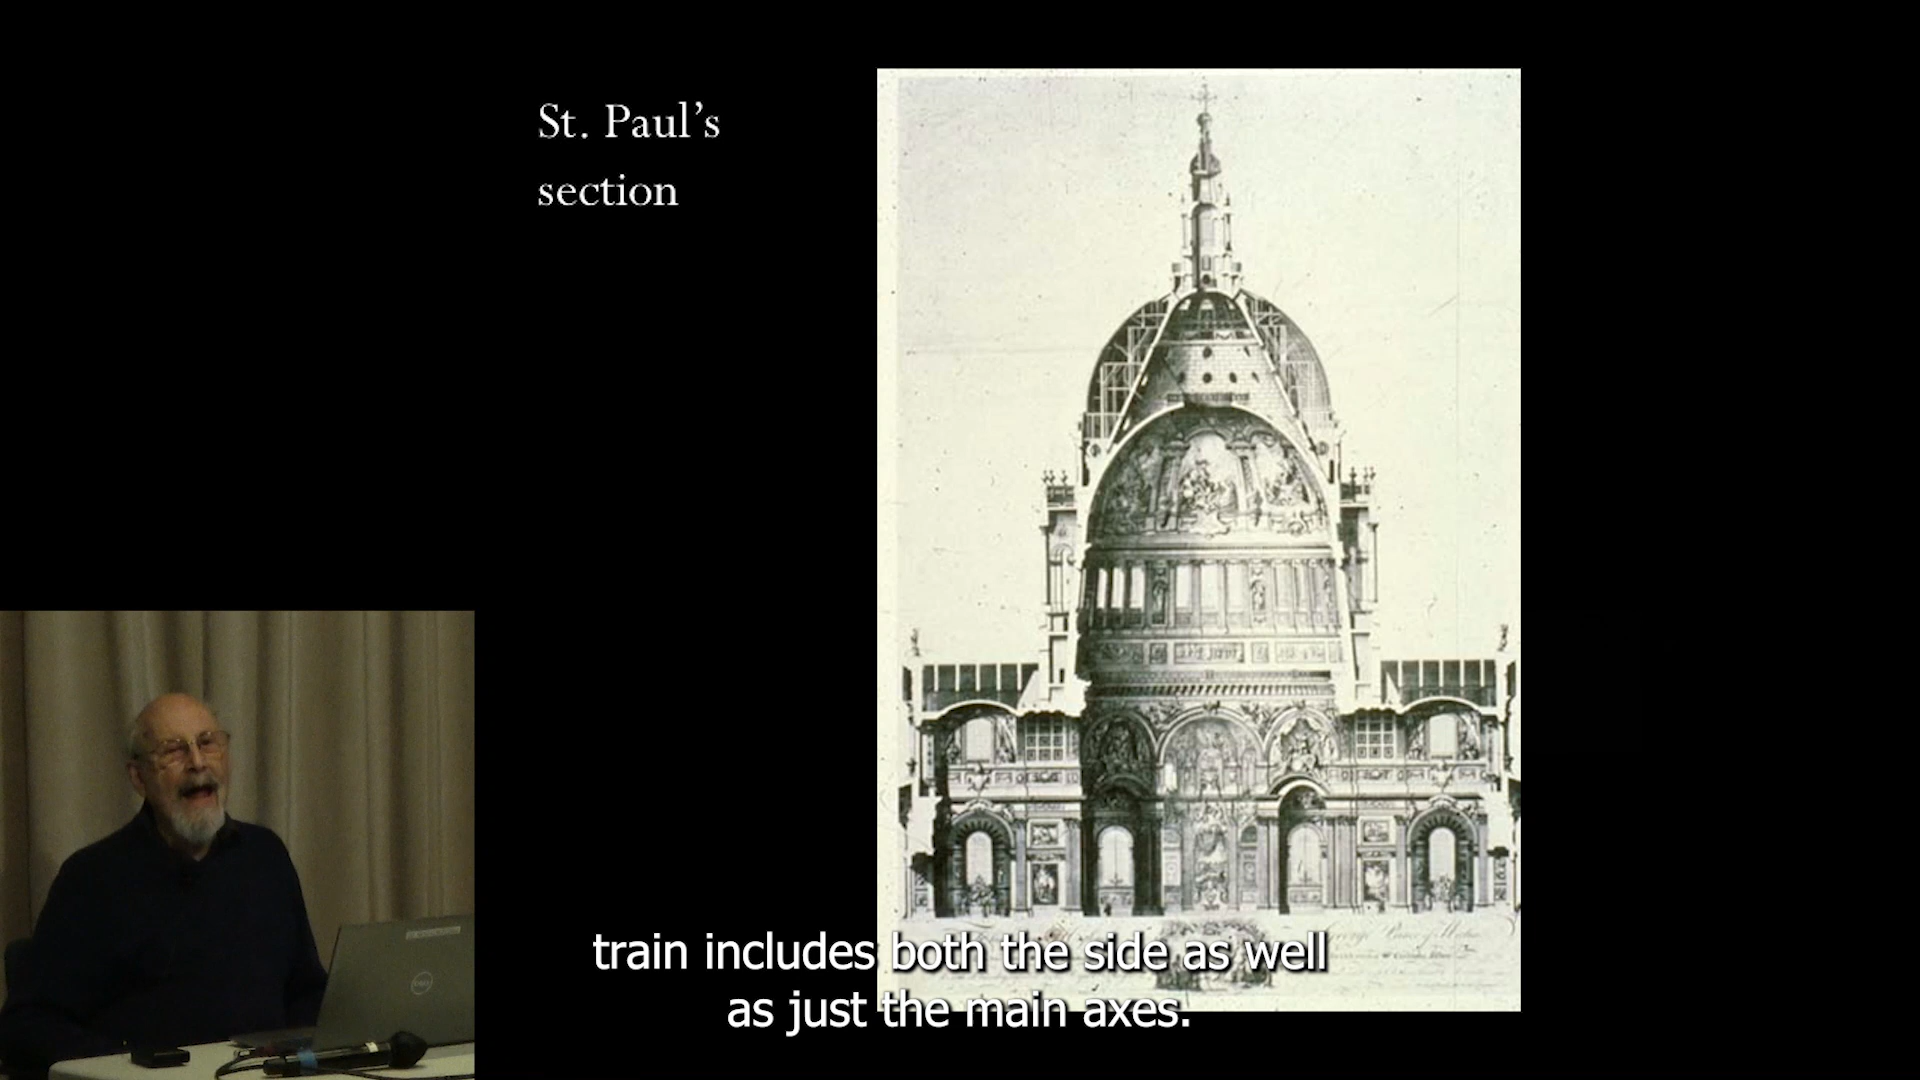 St. Paul's
section
train includes both the side as well
as just the main axes.